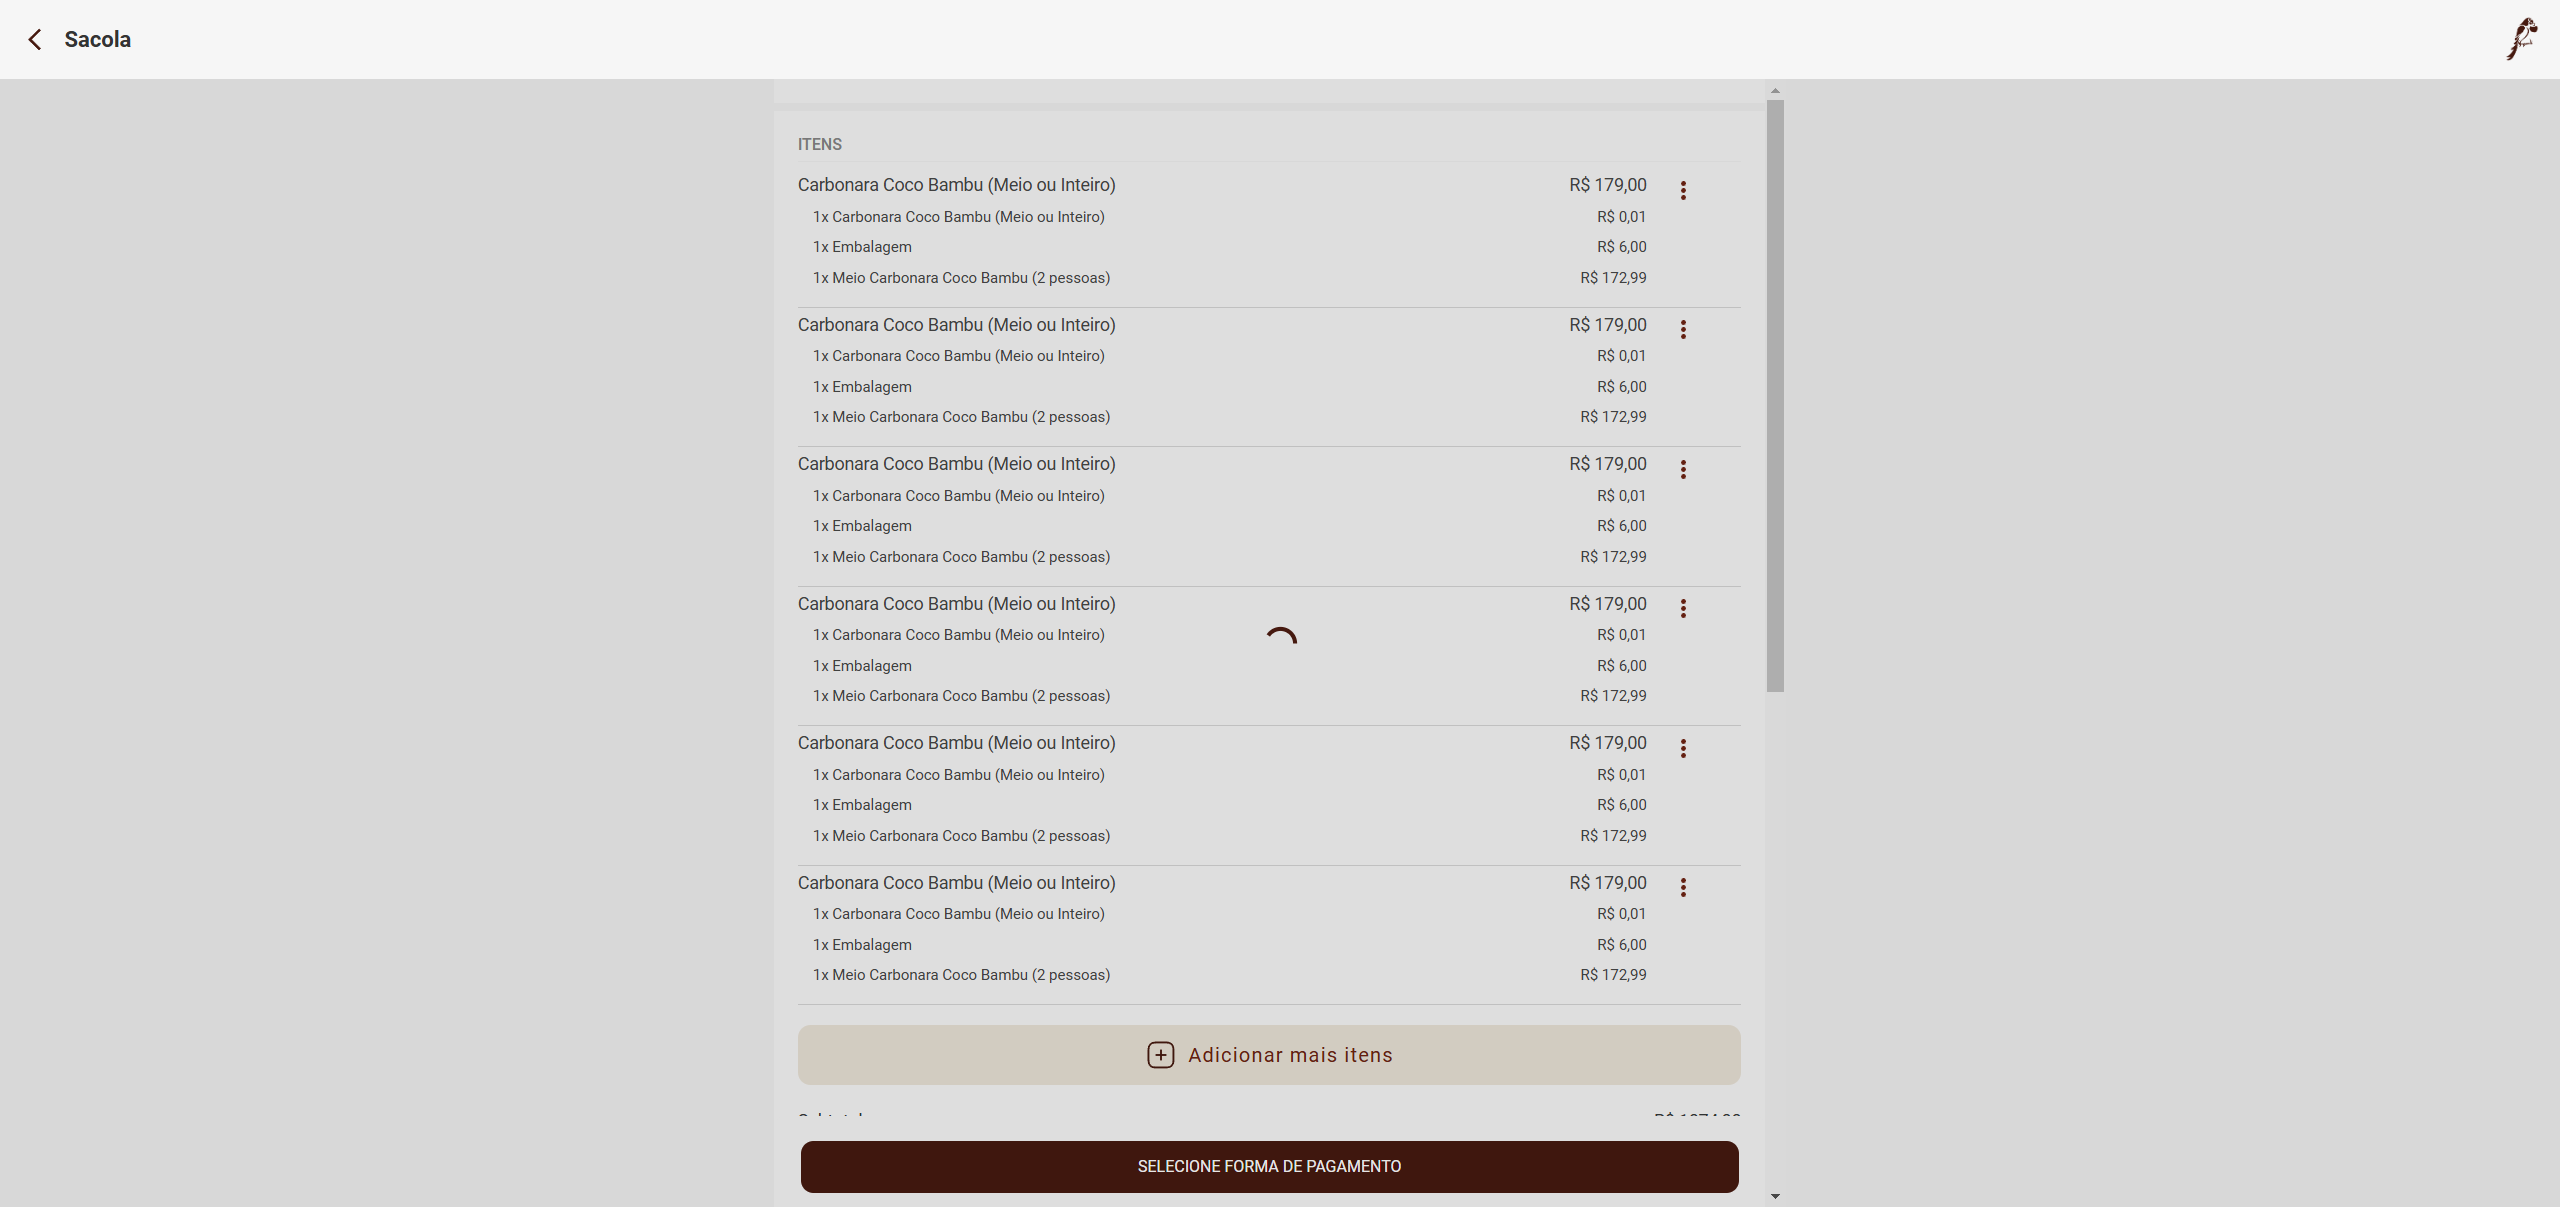 Sacola
ITENS
Carbonara Coco Bambu (Meio ou Inteiro) R$ 179,00
1x Carbonara Coco Bambu (Meio ou Inteiro) R$ 0,01
1x Embalagem R$ 6,00
1x Meio Carbonara Coco Bambu (2 pessoas) R$ 172,99
Carbonara Coco Bambu (Meio ou Inteiro) R$ 179,00
1x Carbonara Coco Bambu (Meio ou Inteiro) R$ 0,01
1x Embalagem R$ 6,00
1x Meio Carbonara Coco Bambu (2 pessoas) R$ 172,99
Carbonara Coco Bambu (Meio ou Inteiro) R$ 179,00
1x Carbonara Coco Bambu (Meio ou Inteiro) R$ 0,01
1x Embalagem R$ 6,00
1x Meio Carbonara Coco Bambu (2 pessoas) R$ 172,99
Carbonara Coco Bambu (Meio ou Inteiro) R$ 179,00
1x Carbonara Coco Bambu (Meio ou Inteiro) R$ 0,01
1x Embalagem R$ 6,00
1x Meio Carbonara Coco Bambu (2 pessoas) R$ 172,99
Carbonara Coco Bambu (Meio ou Inteiro) R$ 179,00
1x Carbonara Coco Bambu (Meio ou Inteiro) R$ 0,01
1x Embalagem R$ 6,00
1x Meio Carbonara Coco Bambu (2 pessoas) R$ 172,99
Carbonara Coco Bambu (Meio ou Inteiro) R$ 179,00
1x Carbonara Coco Bambu (Meio ou Inteiro) R$ 0,01
1x Embalagem R$ 6,00
1x Meio Carbonara Coco Bambu (2 pessoas) R$ 172,99
Adicionar mais itens
SELECIONE FORMA DE PAGAMENTO